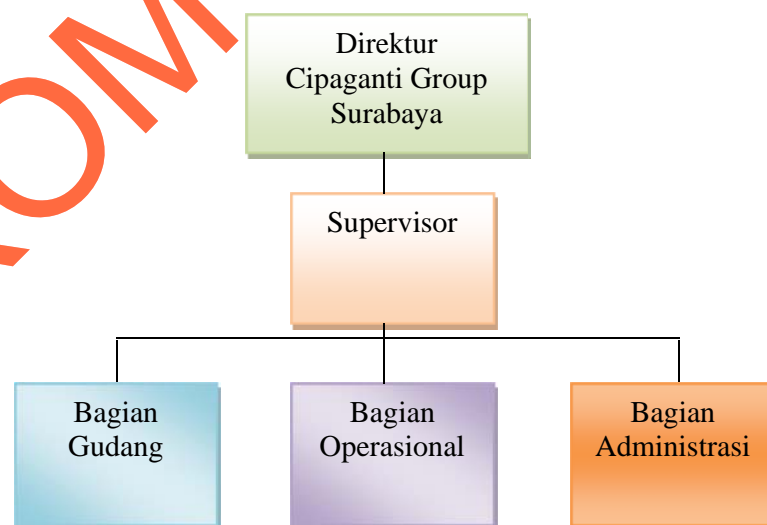 Direktur
Cipaganti Group
Surabaya
Supervisor
Bagian
Gudang
Bagian
Operasional
Bagian
Administrasi